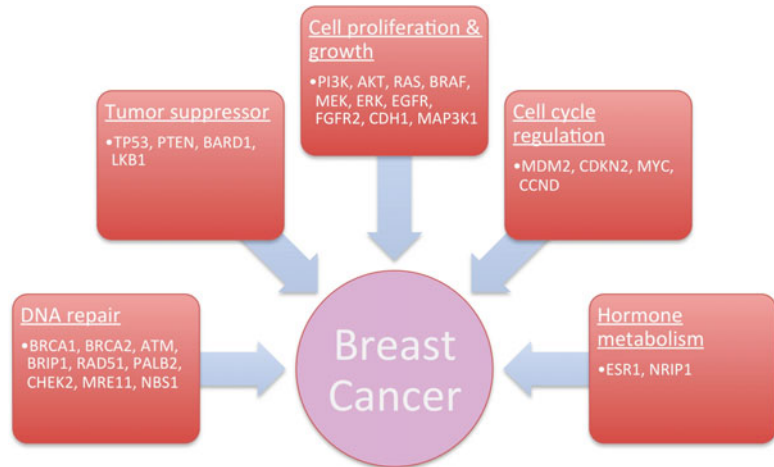 Cell proliferation &
growth
•PI3K, AKT, RAS, BRAF,
MEK, ERK, EGFR,
FGFR2, CDH1, MAP3K1
Tumor suppressor
•TP53, PTEN, BARD1,
LKB1
Cell cycle
regulation
•MDM2, CDKN2, MYC,
CCND
DNA repair
•BRCA1, BRCA2, ATM,
BRIP1, RAD51, PALB2,
CHEK2, MRE11, NBS1
Breast
Cancer
Hormone
metabolism
•ESR1, NRIP1